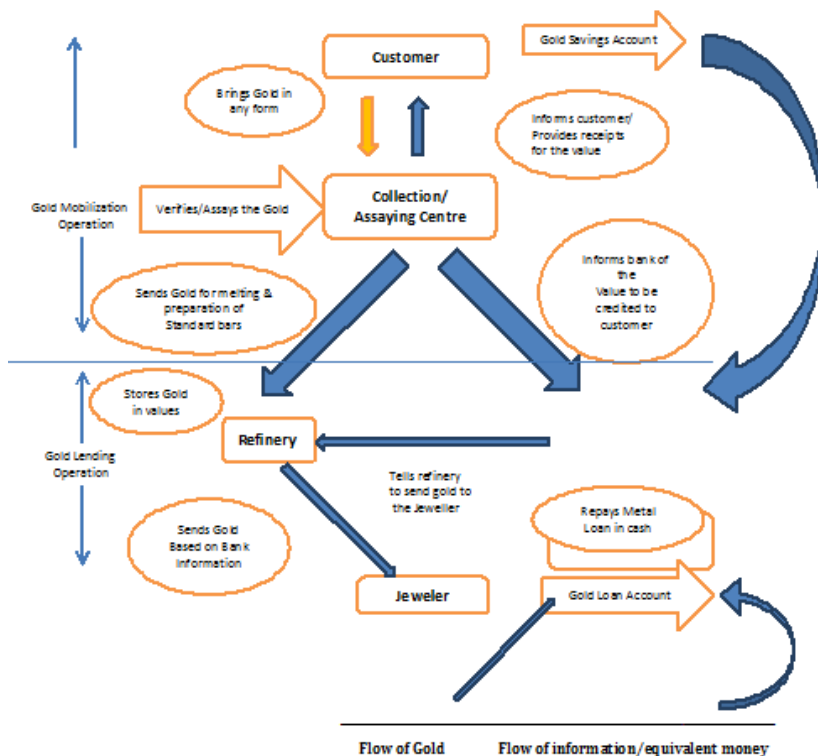 Customer
Gold Savings Account
Brings Gold in
any form
Informs customer/
Provides receipts
for the value
Gold Mobilization
Operation
Verifies/Assays the Gold
Collection/
Assaying Centre
Sends Gold for melting &
preparation of
Standard bars
Informs bank of
the
Value to be
credited to
customer
Stores Gold
in values
Gold Lending
Operation
Refinery
Tells refinery
to send gold to
the Jeweller
Sends Gold
Based on Bank
Information
Repays Metal
Loan in cash
Jeweler
Gold Loan Account
Flow of Gold
Flow of information/equivalent money